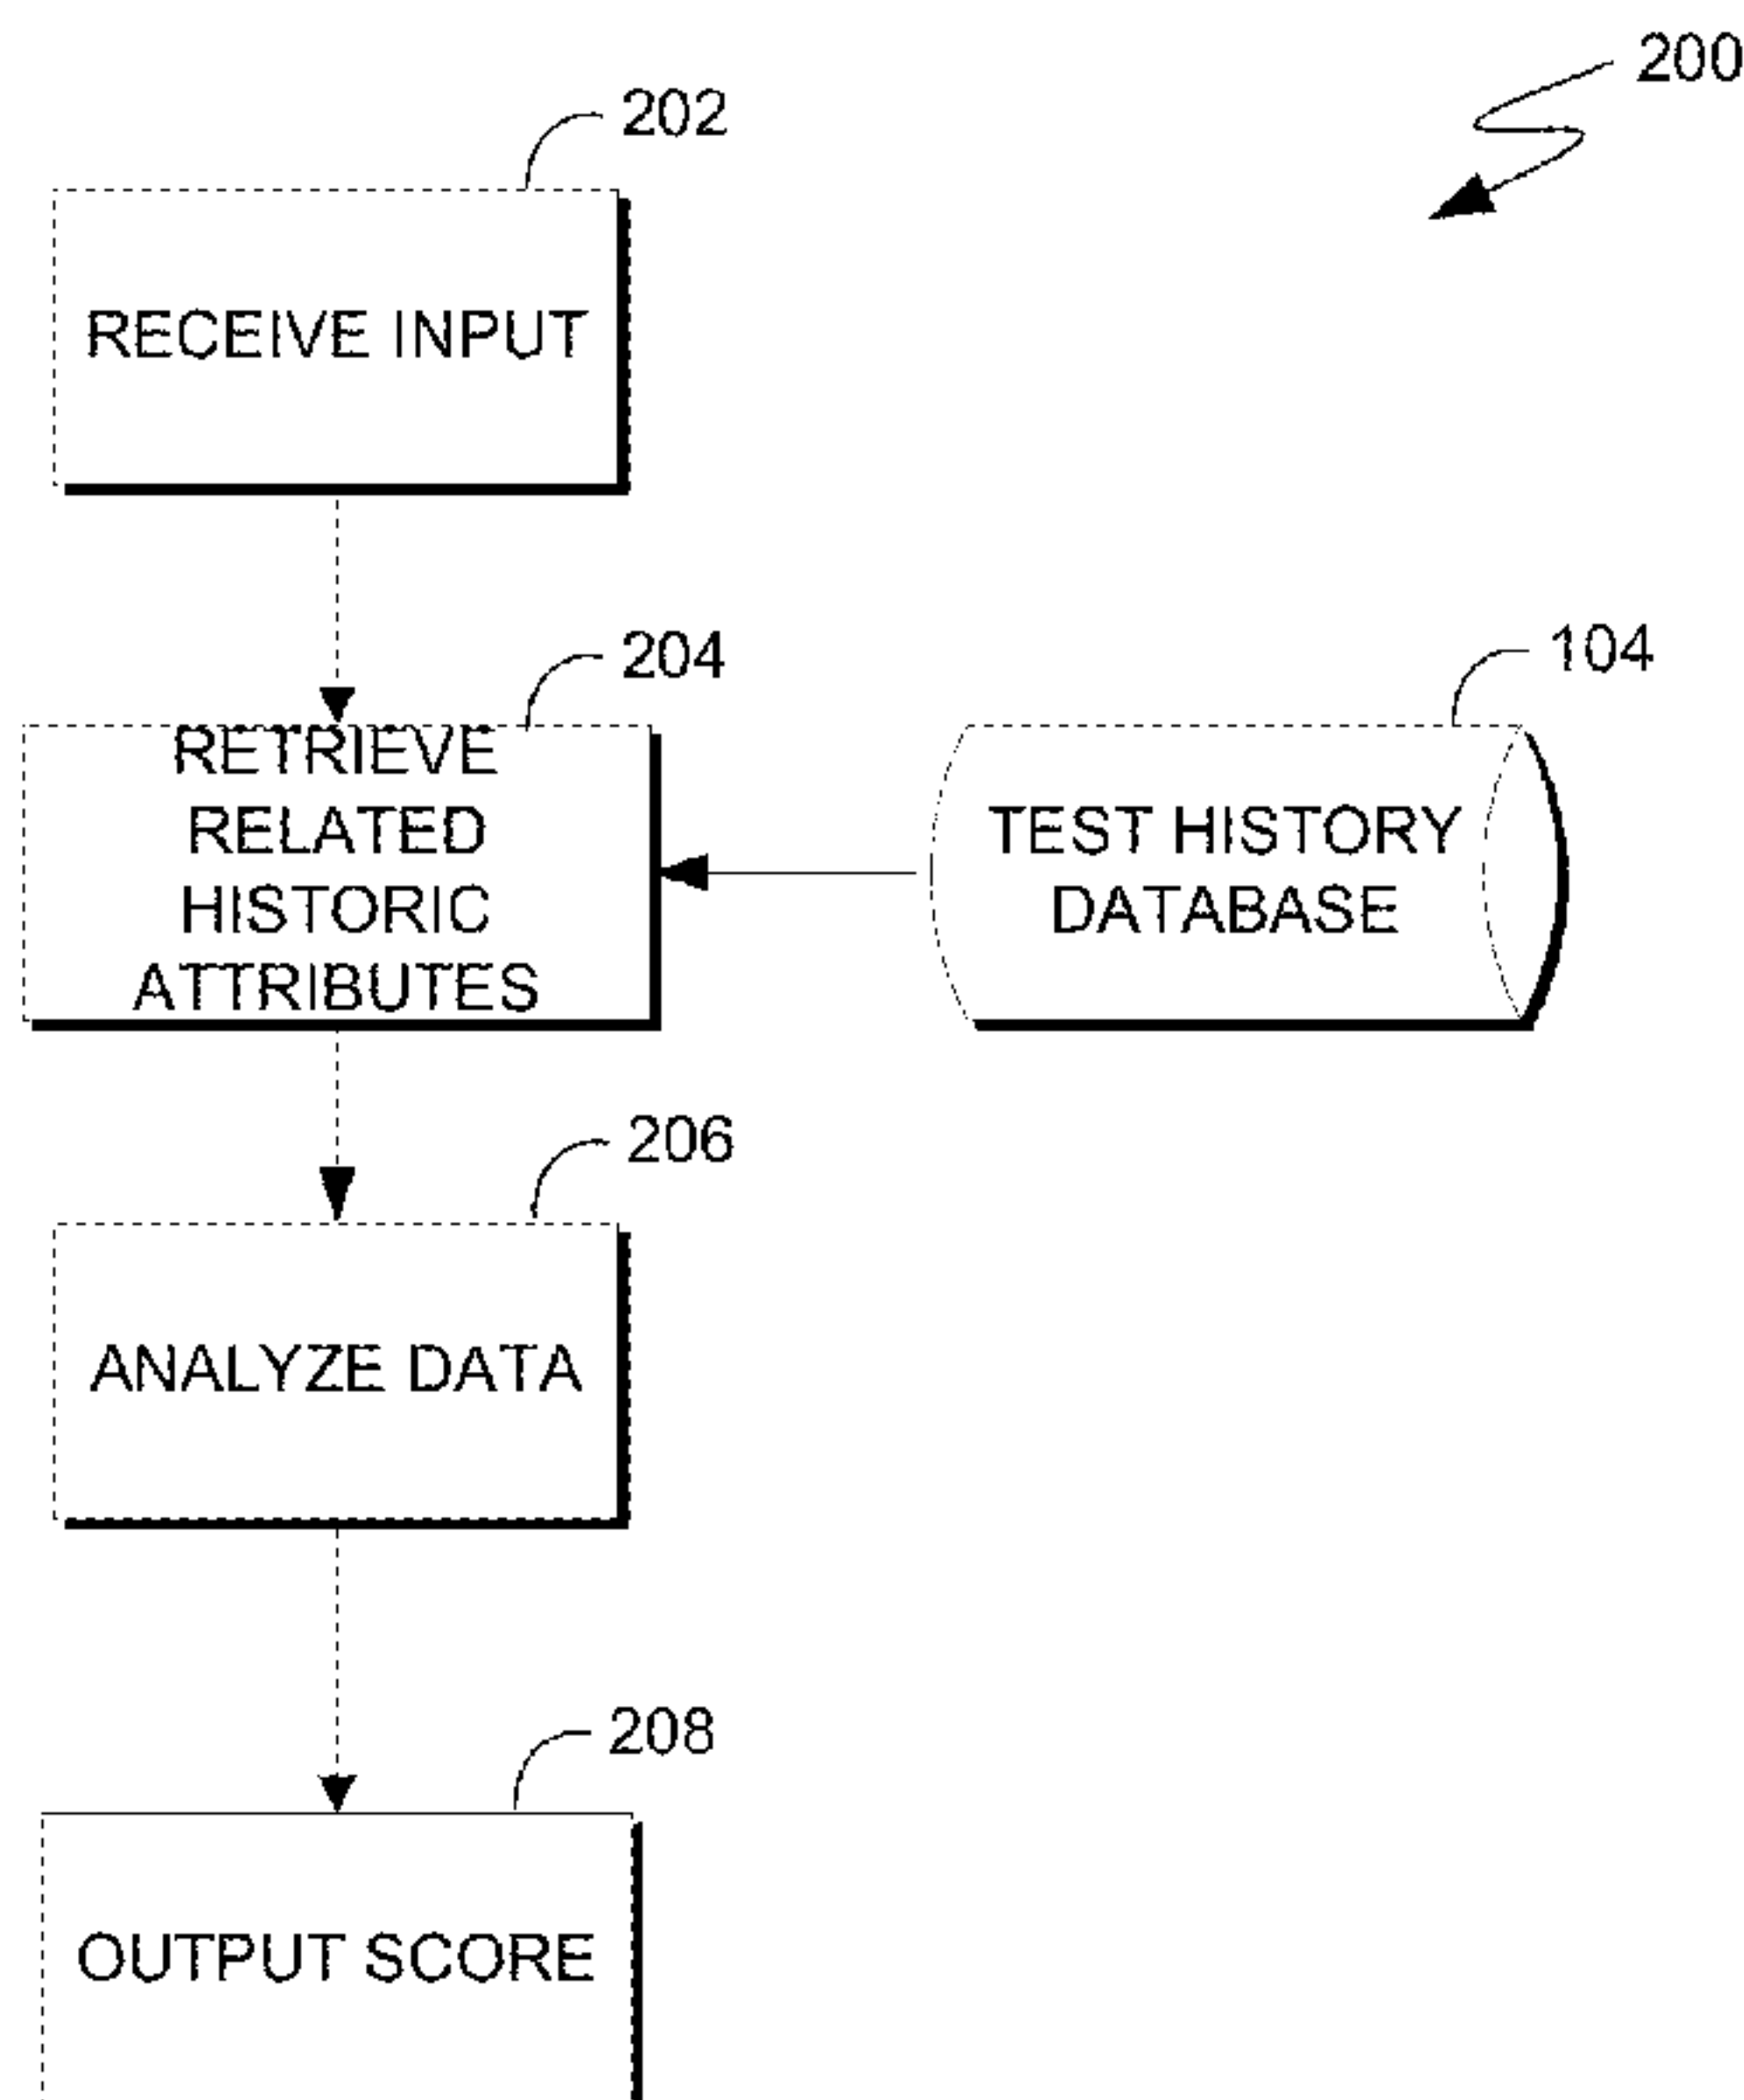 200
202
RECEIVE INPUT
204
RETRIEVE
RELATED
HISTORIC
ATTRIBUTES
104
TEST HISTORY
DATABASE
206
ANALYZE DATA
208
OUTPUT SCORE